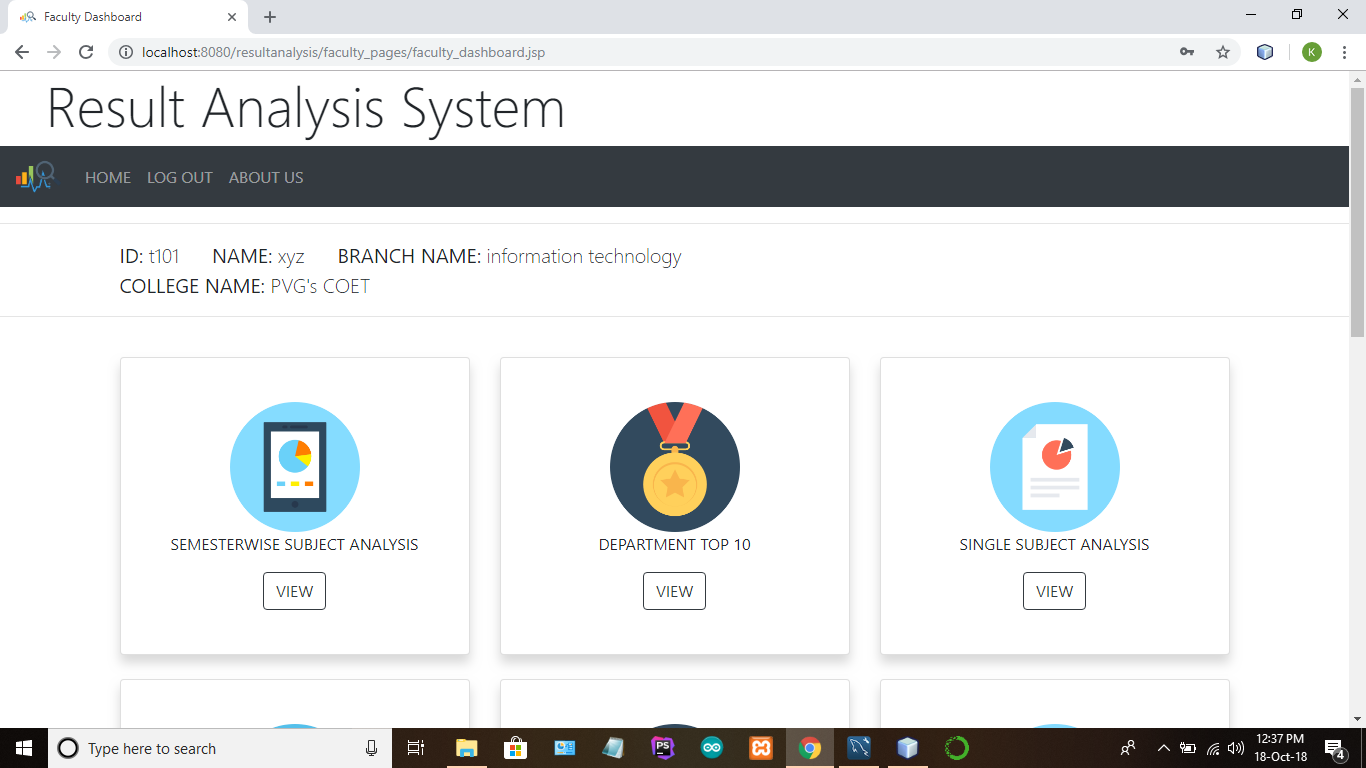 Faculty Dashboard
localhost:8080/resultanalysis/faculty_pages/faculty_dashboard.jsp
K
Result Analysis System
HOME LOG OUT ABOUT US
ID: t101 NAME: xyz BRANCH NAME: information technology
COLLEGE NAME: PVG's COET
SEMESTERWISE SUBJECT ANALYSIS DEPARTMENT TOP 10 SINGLE SUBJECT ANALYSIS
VIEW VIEW VIEW
Type here to search
PS
12:37 PM
18-Oct-18
4